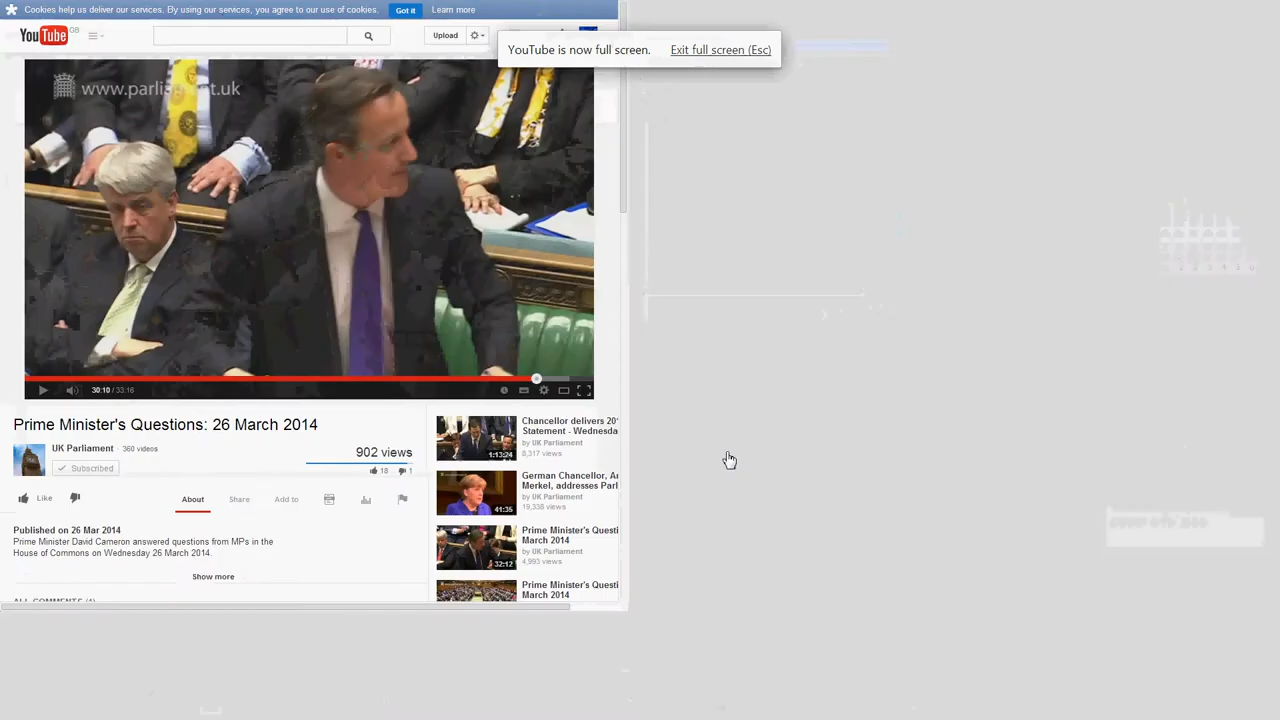 Cookies help us deliver our services. By using our services, you agree to our use of cookies. Got it Learn more
YouTube GB
Upload
YouTube is now full screen. Exit full screen (Esc)
www.parliament.uk
30:10 / 33:16
Prime Minister's Questions: 26 March 2014
UK Parliament · 360 videos
Subscribed
902 views
18 1
Like
About Share Add to
Published on 26 Mar 2014
Prime Minister David Cameron answered questions from MPs in the
House of Commons on Wednesday 26 March 2014.
Show more
ALL COMMENTS (4)
Chancellor delivers 20
Statement - Wednesda
by UK Parliament
8,317 views
1:13:24
German Chancellor, A
Merkel, addresses Parl
by UK Parliament
19,338 views
41:35
Prime Minister's Questi
March 2014
by UK Parliament
4,993 views
32:12
Prime Minister's Questi
March 2014